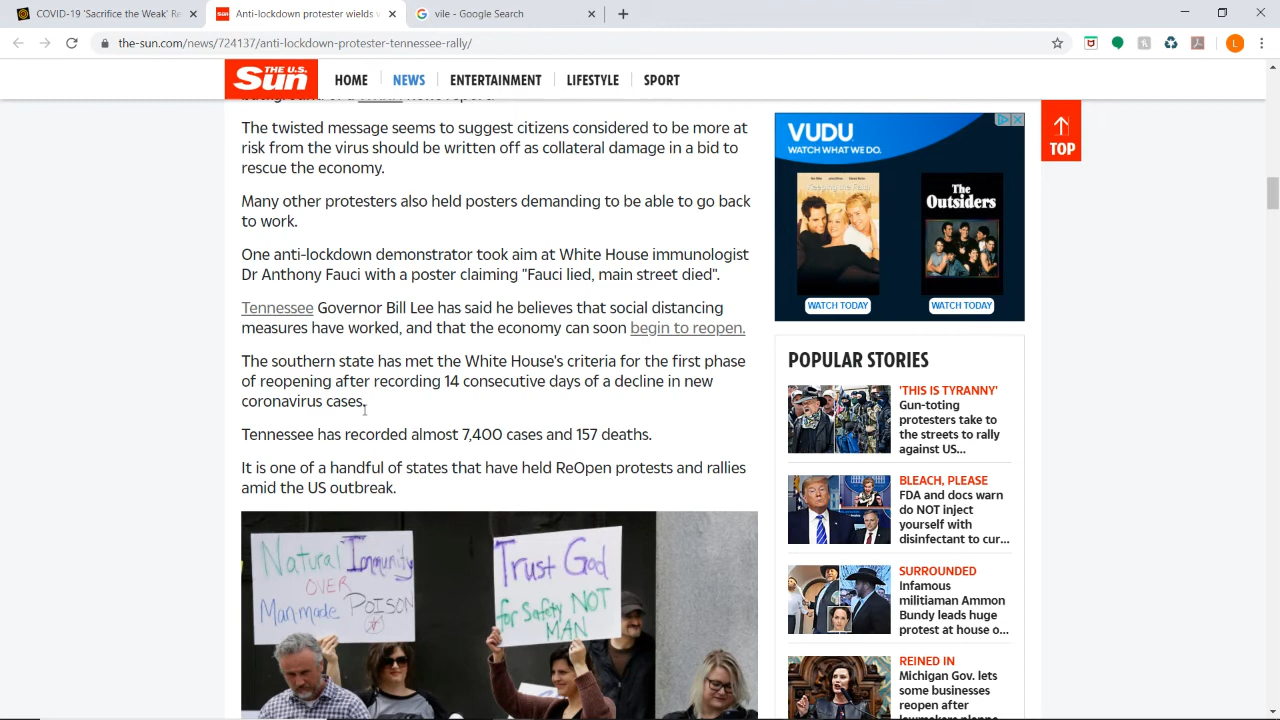 COVID-19 'Sacrifice the Weak' Re
Anti-lockdown protester wields v
vile - Google Search
the-sun.com/news/724137/anti-lockdown-protester-tennessee-rally/
THE U.S. Sun
HOME
NEWS
ENTERTAINMENT
LIFESTYLE
SPORT
The twisted message seems to suggest citizens considered to be more at
risk from the virus should be written off as collateral damage in a bid to
rescue the economy.
Many other protesters also held posters demanding to be able to go back
to work.
One anti-lockdown demonstrator took aim at White House immunologist
Dr Anthony Fauci with a poster claiming "Fauci lied, main street died".
Tennessee Governor Bill Lee has said he believes that social distancing
measures have worked, and that the economy can soon begin to reopen.
The southern state has met the White House's criteria for the first phase
of reopening after recording 14 consecutive days of a decline in new
coronavirus cases.
Tennessee has recorded almost 7,400 cases and 157 deaths.
It is one of a handful of states that have held ReOpen protests and rallies
amid the US outbreak.
Natural Immunity
OVER
Manmade POISON
Trust God
NOT
VUDU
WATCH WHAT WE DO.
The
Outsiders
WATCH TODAY
WATCH TODAY
TOP
POPULAR STORIES
'THIS IS TYRANNY'
Gun-toting
protesters take to
the streets to rally
against US...
BLEACH, PLEASE
FDA and docs warn
do NOT inject
yourself with
disinfectant to cur...
SURROUNDED
Infamous
militiaman Ammon
Bundy leads huge
protest at house o...
REINED IN
Michigan Gov. lets
some businesses
reopen after